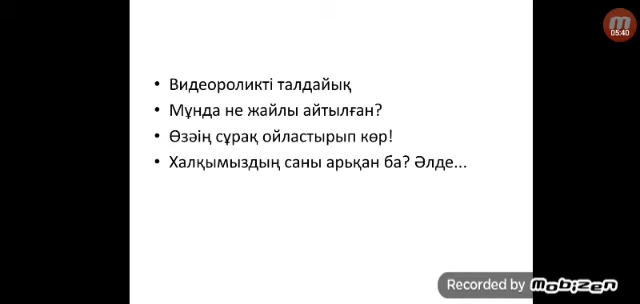 05:40
• Видеороликті талдайық
• Мұнда не жайлы айтылған?
• Өзәің сұрақ ойластырып көр!
• Халқымыздың саны арьқан ба? Әлде...
Recorded by mobizen